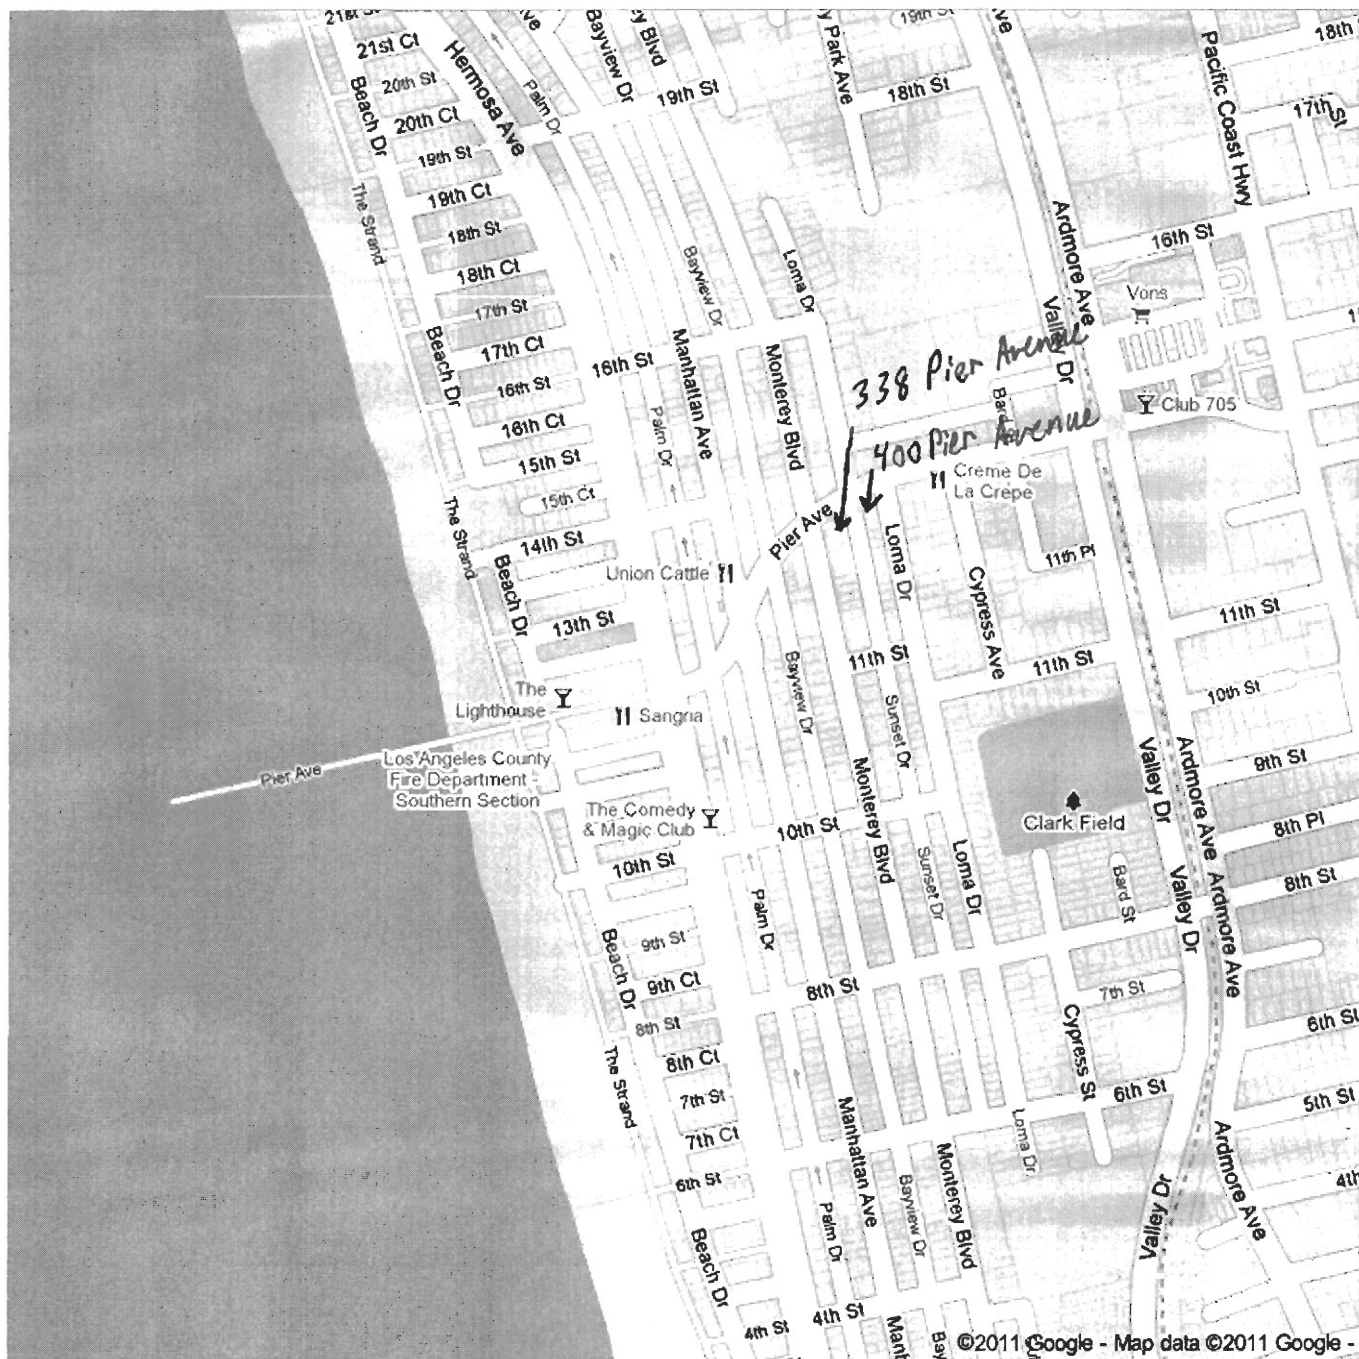 21st Ct
20th St
20th Ct
19th St
19th Ct
18th St
18th Ct
17th St
17th Ct
16th St
16th Ct
15th St
15th Ct
14th St
13th St
Beach Dr
The Strand
Hermosa Ave
Palm Dr
Bayview Dr
19th St
y Park Ave
19th St
18th St
Pacific Coast Hwy
18th
17th St
16th St
Ardmore Ave
Vons
Valley Dr
Loma Dr
Bayview Dr
Beach Dr
16th St
Manhattan Ave
Monterey Blvd
Palm Dr
338 Pier Avenue
400 Pier Avenue
Bard
Club 705
Creme De
La Crepe
Pier Ave
The Strand
Beach Dr
Union Cattle
Loma Dr
Cypress Ave
11th Pl
11th St
11th St
11th St
10th St
Bayview Dr
Sunset Dr
The
Lighthouse
Sangria
Pier Ave
Los Angeles County
Fire Department -
Southern Section
The Comedy
& Magic Club
10th St
Monterey Blvd
Valley Dr
Ardmore Ave
9th St
Clark Field
8th Pl
10th St
Palm Dr
Sunset Dr
Loma Dr
Bard St
Valley Dr
Ardmore Ave
8th St
Beach Dr
9th St
9th Ct
8th St
8th St
8th Ct
7th St
7th Ct
6th St
The Strand
7th St
Cypress St
6th St
6th St
5th St
Manhattan Ave
Loma Dr
Ardmore Ave
Palm Dr
Bayview Dr
Monterey Blvd
Valley Dr
4th
Beach Dr
4th St
4th St
©2011 Google - Map data ©2011 Google -